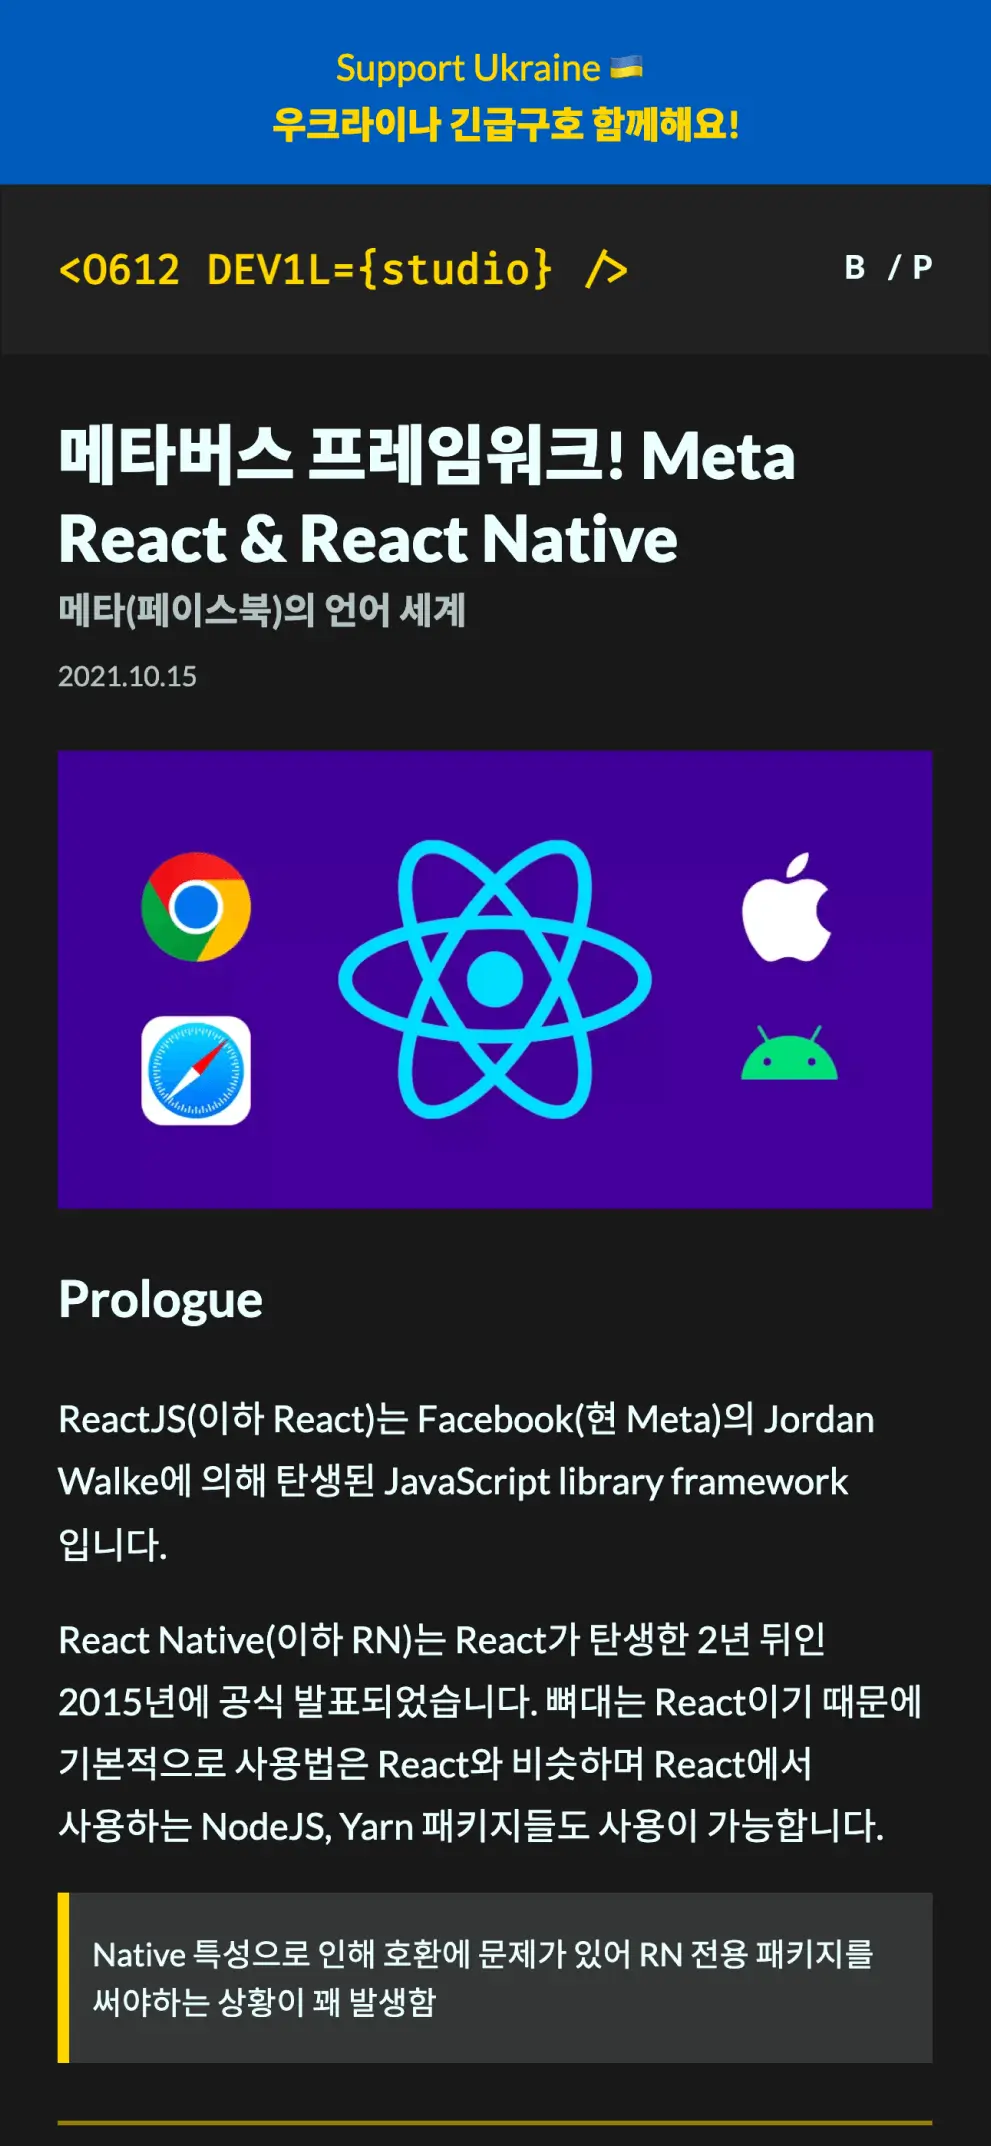 Support Ukraine 🇺🇦
우크라이나 긴급구호 함께해요!
<O612 DEV1L={studio} />
B / P
메타버스 프레임워크! Meta
React & React Native
메타(페이스북)의 언어 세계
2021.10.15
Prologue
ReactJS(이하 React)는 Facebook(현 Meta)의 Jordan
Walke에 의해 탄생된 JavaScript library framework
입니다.
React Native(이하 RN)는 React가 탄생한 2년 뒤인
2015년에 공식 발표되었습니다. 뼈대는 React이기 때문에
기본적으로 사용법은 React와 비슷하며 React에서
사용하는 NodeJS, Yarn 패키지들도 사용이 가능합니다.
Native 특성으로 인해 호환에 문제가 있어 RN 전용 패키지를
써야하는 상황이 꽤 발생함